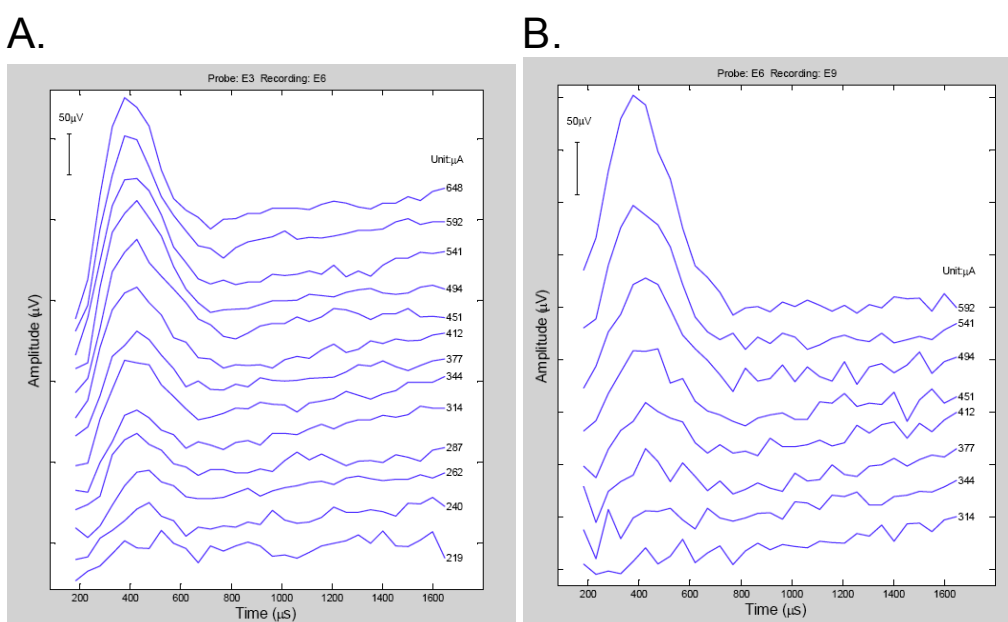 A.
Probe: E3 Recording: E6
50µV
Unit:µA
648
592
541
494
451
412
377
344
314
287
262
240
219
Amplitude (µV)
200 400 600 800 1000 1200 1400 1600
Time (µs)
B.
Probe: E6 Recording: E9
50µV
Unit:µA
592
541
494
451
412
377
344
314
Amplitude (µV)
200 400 600 800 1000 1200 1400 1600
Time (µs)